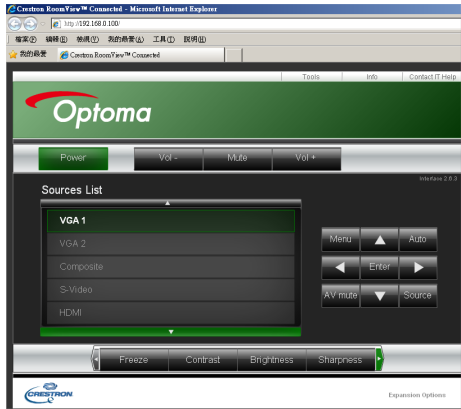 Crestron RoomView™ Connected - Microsoft Internet Explorer
http://192.168.0.100/
檔案(F) 編輯(E) 檢視(V) 我的最愛(A) 工具(T) 說明(H)
我的最愛 Crestron RoomView™ Connected
Tools Info Contact IT Help
Optoma
Power Vol - Mute Vol +
Interface 2.8.3
Sources List
VGA 1
VGA 2
Composite
S-Video
HDMI
Menu Auto
Enter
AV mute Source
Freeze Contrast Brightness Sharpness
CRESTRON Expansion Options